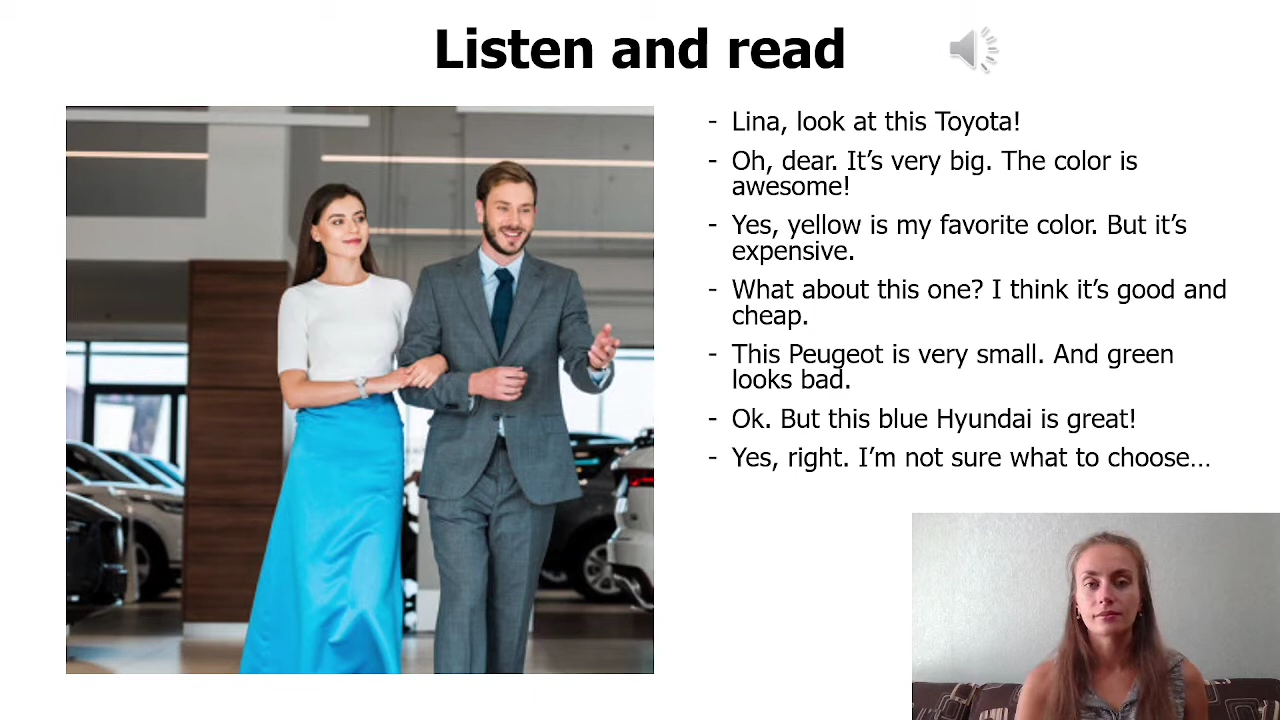 Listen and read
- Lina, look at this Toyota!
- Oh, dear. It’s very big. The color is
awesome!
- Yes, yellow is my favorite color. But it’s
expensive.
- What about this one? I think it’s good and
cheap.
- This Peugeot is very small. And green
looks bad.
- Ok. But this blue Hyundai is great!
- Yes, right. I’m not sure what to choose…